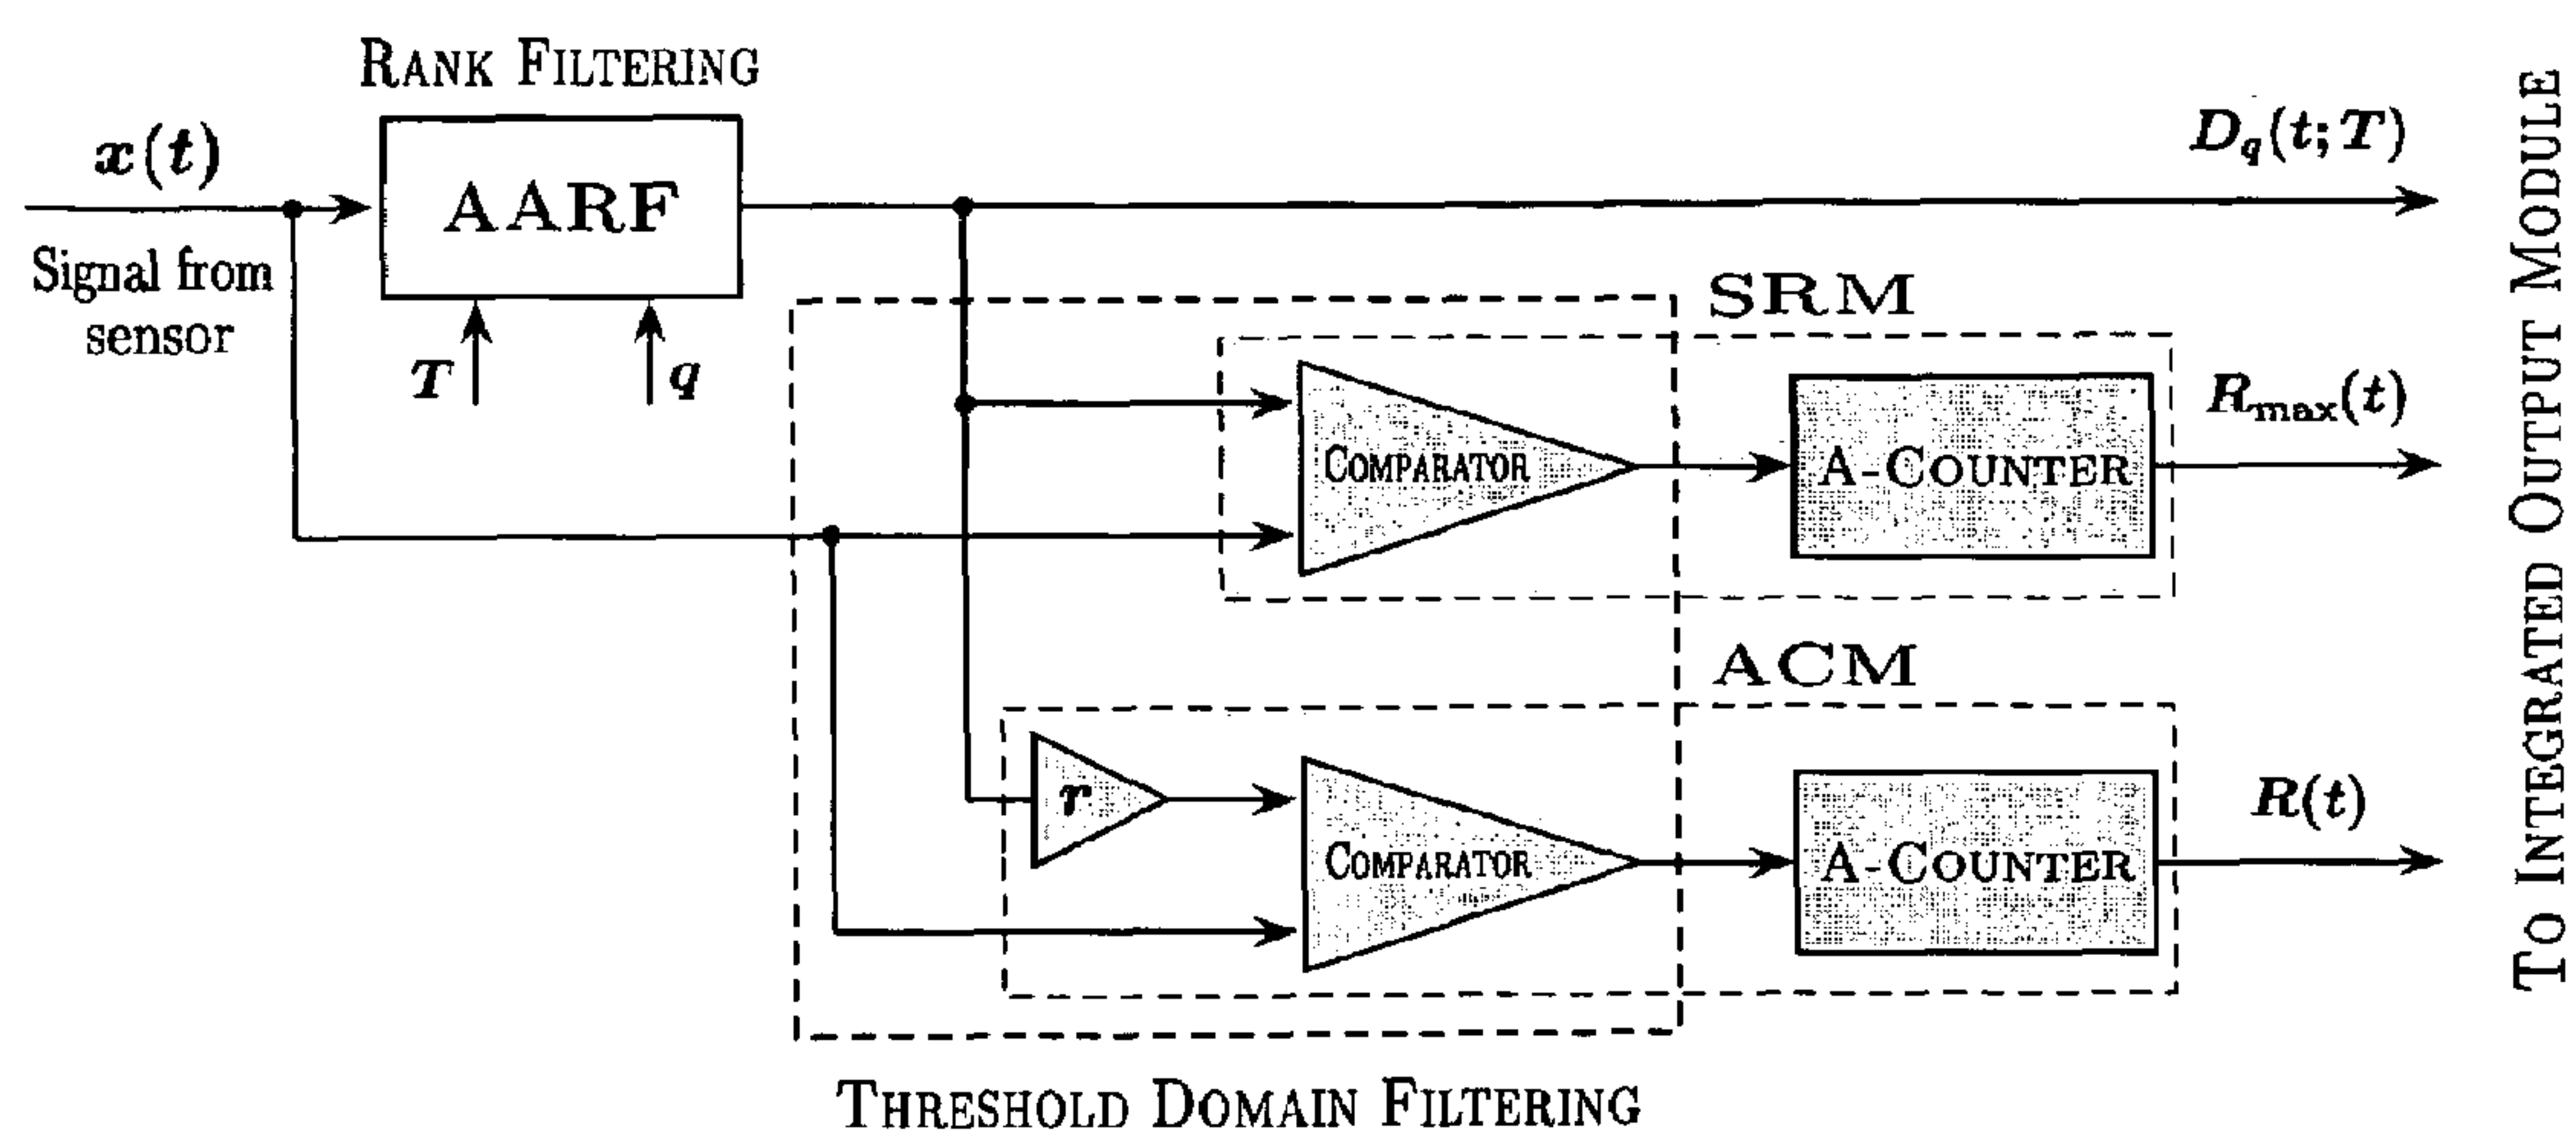 RANK FILTERING
x(t)
AARF
Signal from
sensor
T
q
D_q(t;T)
SRM
COMPARATOR
A-COUNTER
R_max(t)
ACM
r
COMPARATOR
A-COUNTER
R(t)
THRESHOLD DOMAIN FILTERING
TO INTEGRATED OUTPUT MODULE